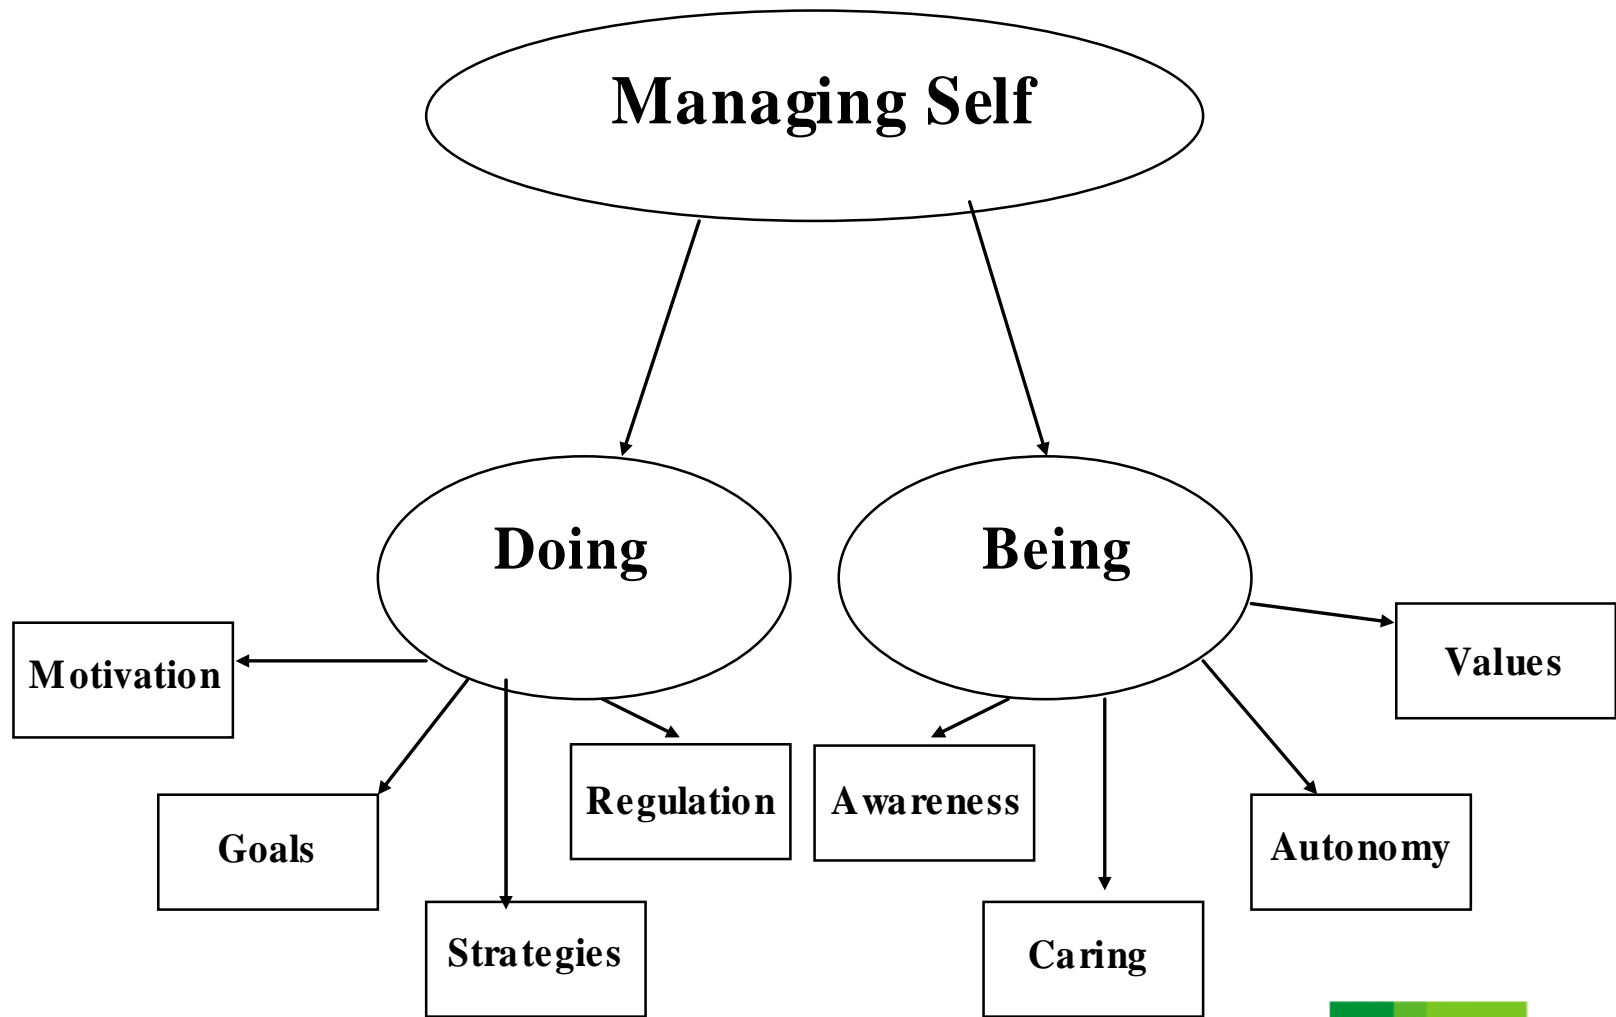 Managing Self
Doing
Being
Motivation
Goals
Strategies
Regulation
Awareness
Caring
Autonomy
Values